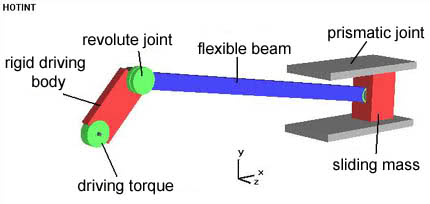 HOTINT
revolute joint
prismatic joint
flexible beam
rigid driving
body
y
x
z
driving torque
sliding mass